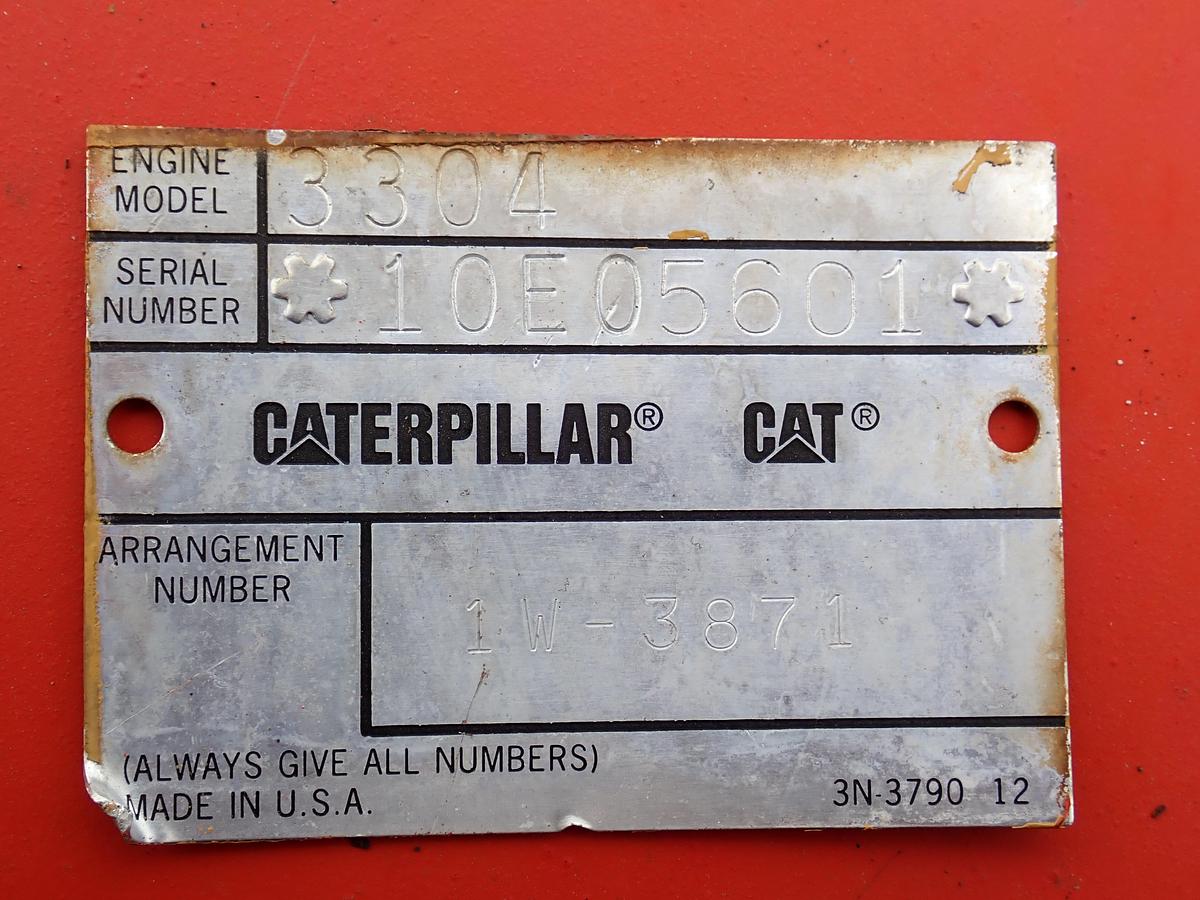 ENGINE MODEL 3304
SERIAL NUMBER *10E05601*
CATERPILLAR® CAT®
ARRANGEMENT
NUMBER
1W-3871
(ALWAYS GIVE ALL NUMBERS)
MADE IN U.S.A.
3N-3790 12